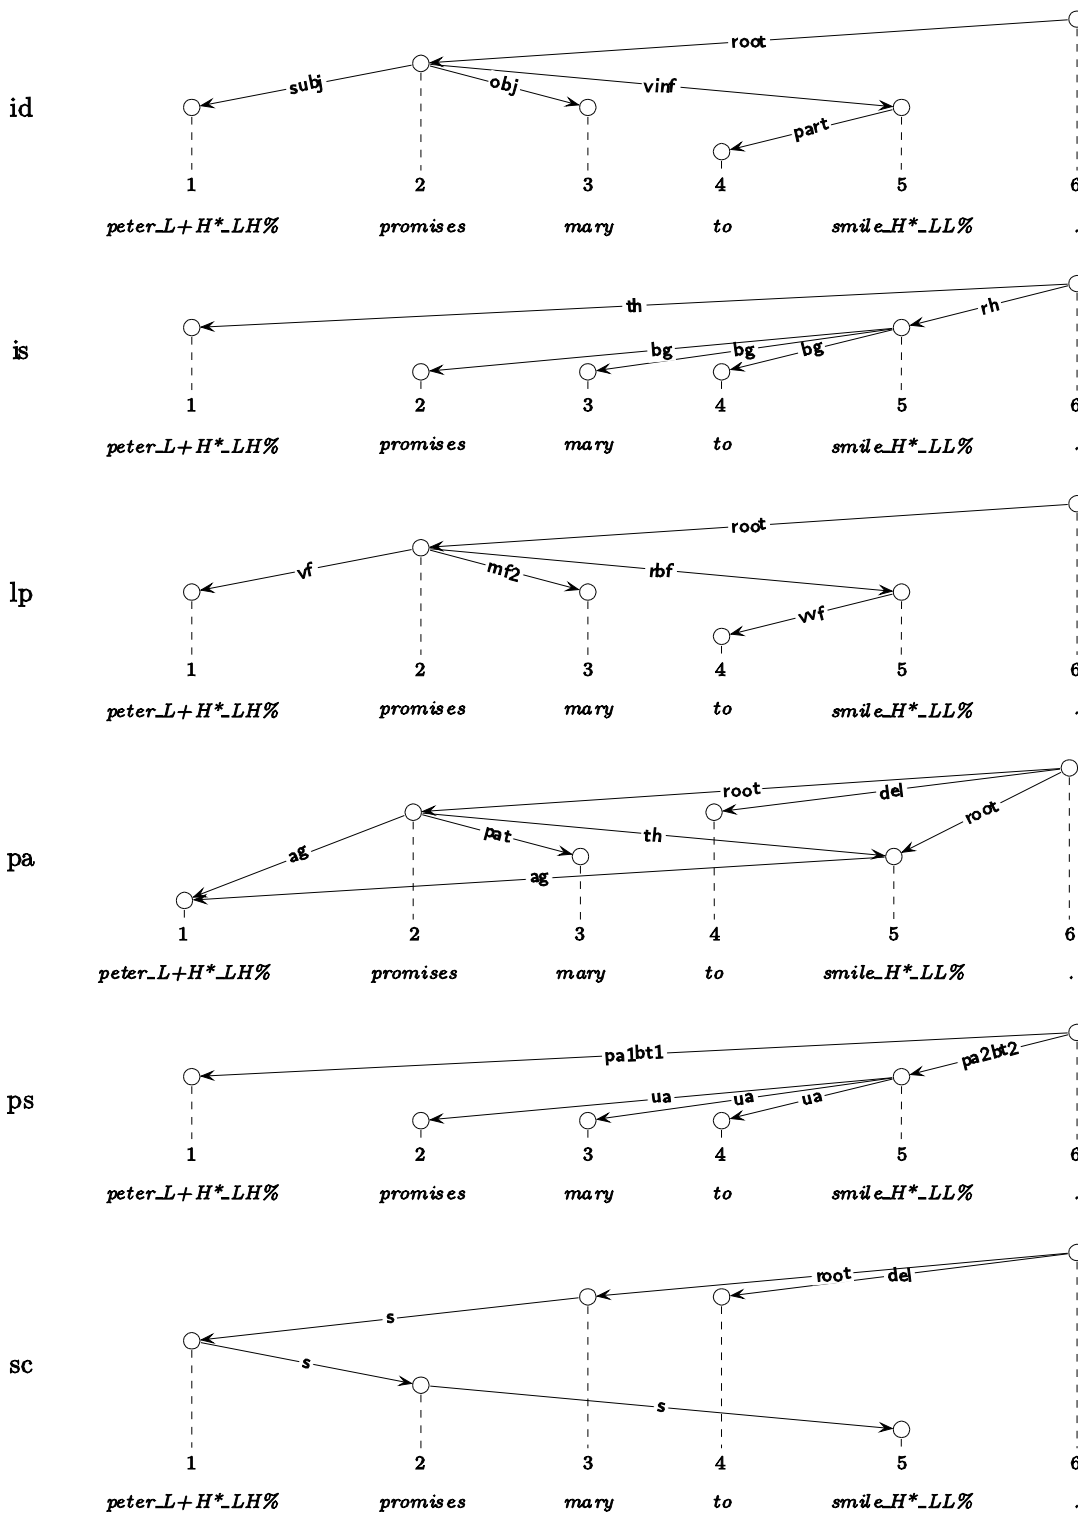 root
subj obj vinf
id
part
1 2 3 4 5 6
peter_L+H*_LH% promises mary to smile_H*_LL% .
th rh
is
bg bg bg
1 2 3 4 5 6
peter_L+H*_LH% promises mary to smile_H*_LL% .
root
vf mf2 rbf
lp
vvf
1 2 3 4 5 6
peter_L+H*_LH% promises mary to smile_H*_LL% .
root del root
pat th
pa
ag
ag
1 2 3 4 5 6
peter_L+H*_LH% promises mary to smile_H*_LL% .
pa1bt1 pa2bt2
ps
ua ua ua
1 2 3 4 5 6
peter_L+H*_LH% promises mary to smile_H*_LL% .
root del
s
s
sc
s
1 2 3 4 5 6
peter_L+H*_LH% promises mary to smile_H*_LL% .